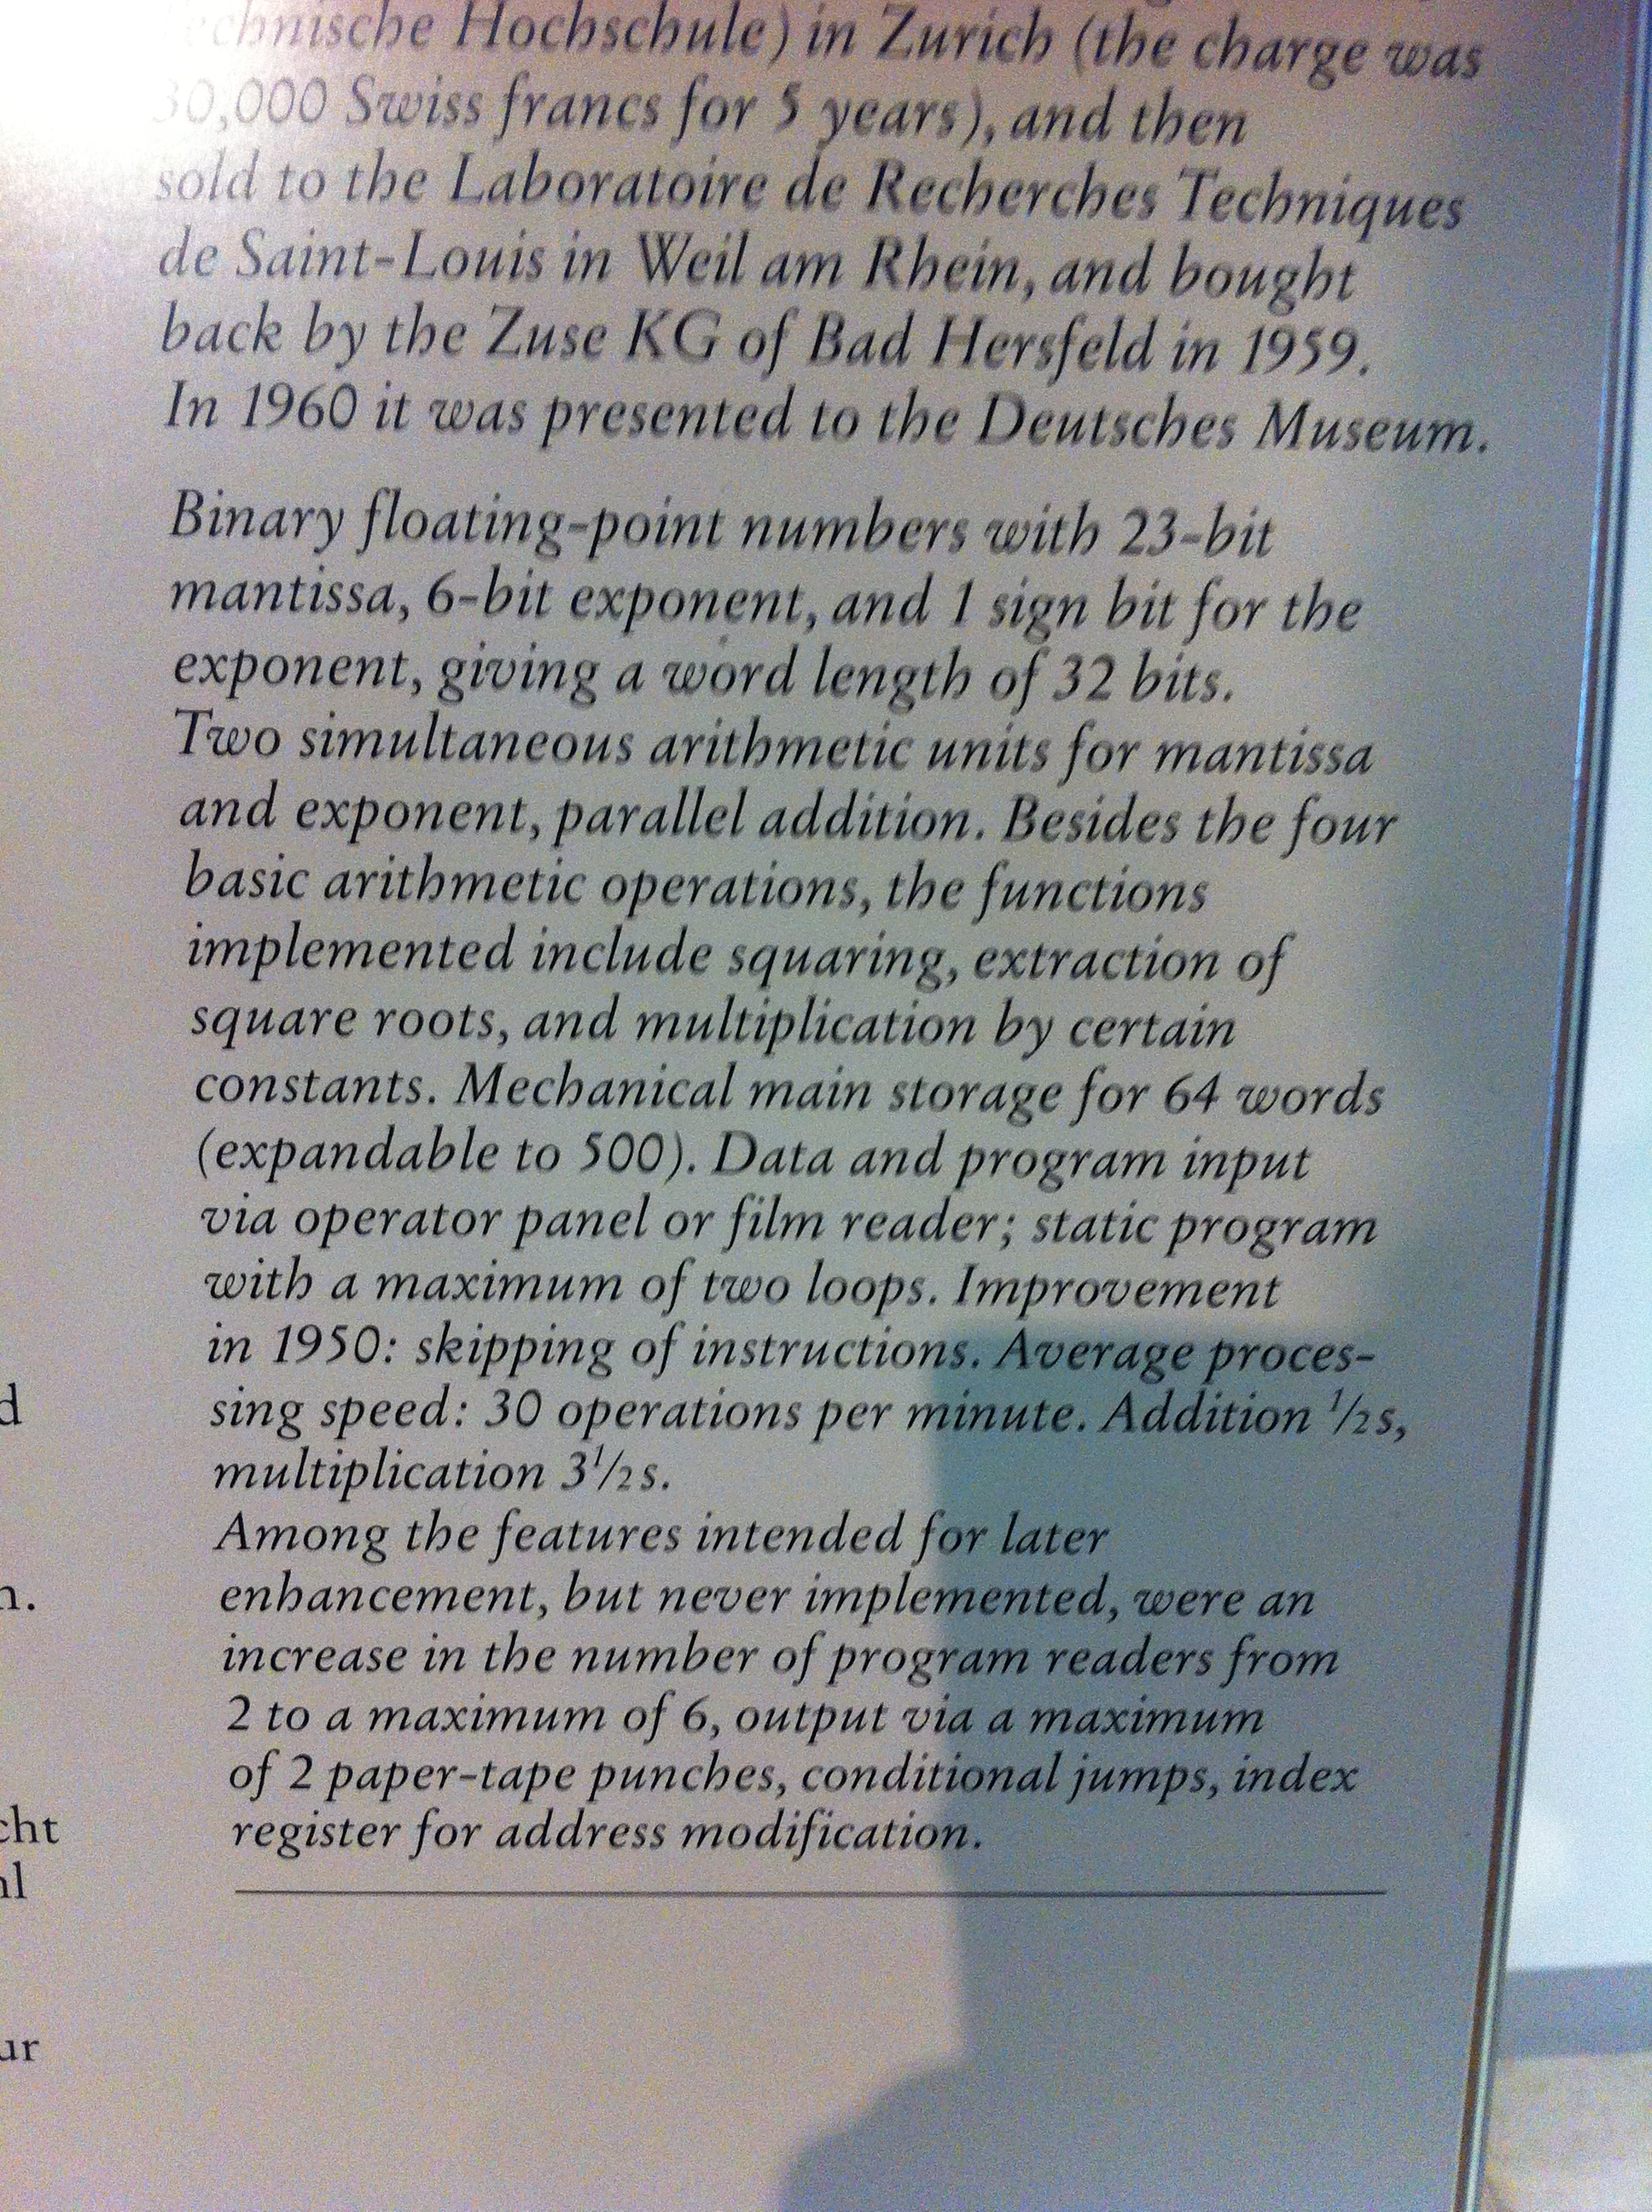 Technische Hochschule) in Zurich (the charge was
30,000 Swiss francs for 5 years), and then
sold to the Laboratoire de Recherches Techniques
de Saint-Louis in Weil am Rhein, and bought
back by the Zuse KG of Bad Hersfeld in 1959.
In 1960 it was presented to the Deutsches Museum.
Binary floating-point numbers with 23-bit
mantissa, 6-bit exponent, and 1 sign bit for the
exponent, giving a word length of 32 bits.
Two simultaneous arithmetic units for mantissa
and exponent, parallel addition. Besides the four
basic arithmetic operations, the functions
implemented include squaring, extraction of
square roots, and multiplication by certain
constants. Mechanical main storage for 64 words
(expandable to 500). Data and program input
via operator panel or film reader; static program
with a maximum of two loops. Improvement
in 1950: skipping of instructions. Average proces-
sing speed: 30 operations per minute. Addition ½s,
multiplication 3½s.
Among the features intended for later
enhancement, but never implemented, were an
increase in the number of program readers from
2 to a maximum of 6, output via a maximum
of 2 paper-tape punches, conditional jumps, index
register for address modification.
d
n.
cht
hl
ur